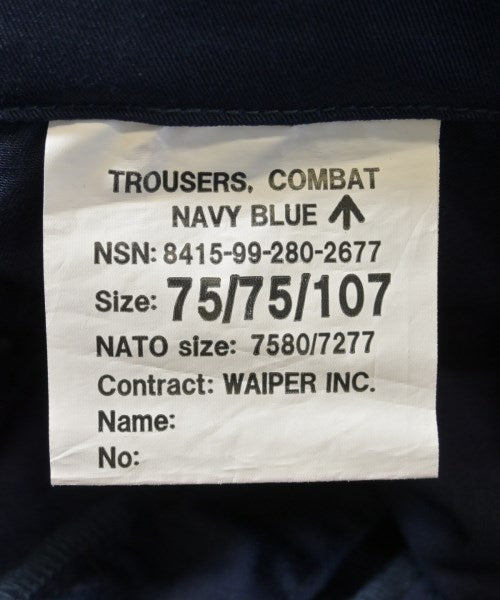 TROUSERS, COMBAT
NAVY BLUE ↑
NSN: 8415-99-280-2677
Size: 75/75/107
NATO size: 7580/7277
Contract: WAIPER INC.
Name:
No: